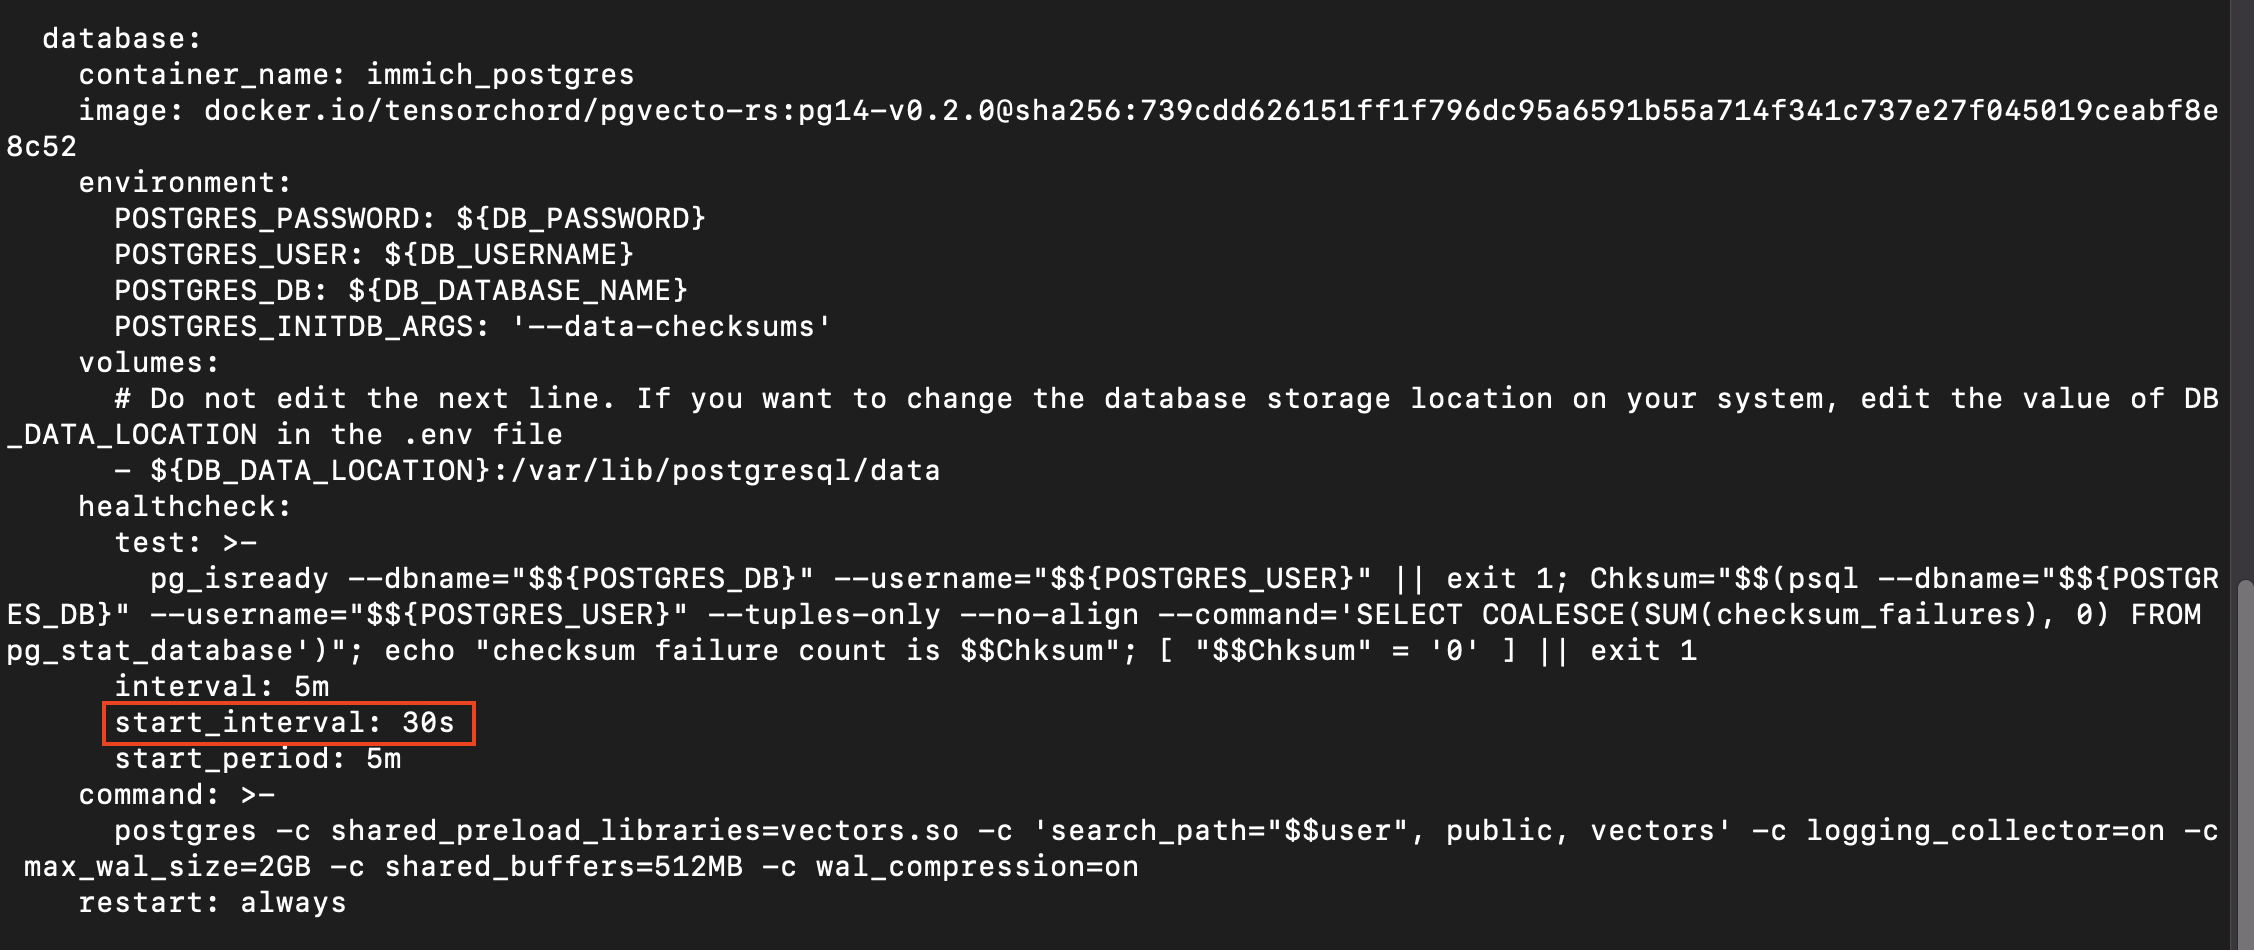 database:
container_name: immich_postgres
image: docker.io/tensorchord/pgvecto-rs:pg14-v0.2.0@sha256:739cdd626151ff1f796dc95a6591b55a714f341c737e27f045019ceabf8e
8c52
environment:
POSTGRES_PASSWORD: ${DB_PASSWORD}
POSTGRES_USER: ${DB_USERNAME}
POSTGRES_DB: ${DB_DATABASE_NAME}
POSTGRES_INITDB_ARGS: '--data-checksums'
volumes:
# Do not edit the next line. If you want to change the database storage location on your system, edit the value of DB
_DATA_LOCATION in the .env file
- ${DB_DATA_LOCATION}:/var/lib/postgresql/data
healthcheck:
test: >-
pg_isready --dbname="$${POSTGRES_DB}" --username="$${POSTGRES_USER}" || exit 1; Chksum="$$(psql --dbname="$${POSTGR
ES_DB}" --username="$${POSTGRES_USER}" --tuples-only --no-align --command='SELECT COALESCE(SUM(checksum_failures), 0) FROM
pg_stat_database')"; echo "checksum failure count is $$Chksum"; [ "$$Chksum" = '0' ] || exit 1
interval: 5m
start_interval: 30s
start_period: 5m
command: >-
postgres -c shared_preload_libraries=vectors.so -c 'search_path="$$user", public, vectors' -c logging_collector=on -c
max_wal_size=2GB -c shared_buffers=512MB -c wal_compression=on
restart: always